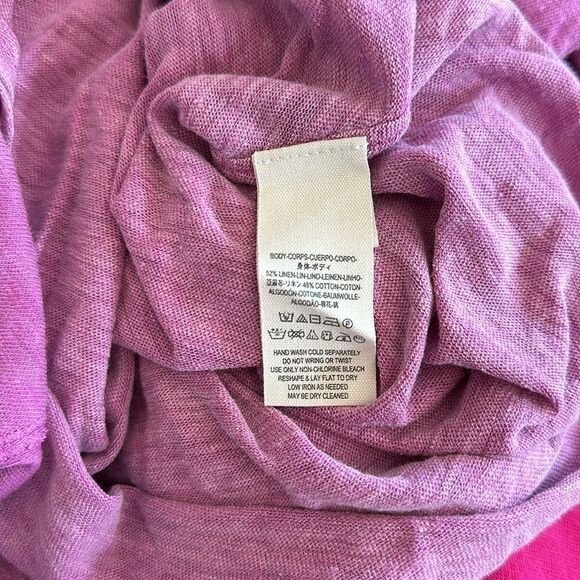 BODY-CORPS-CUERPO-CORPO-
身体-ボディ
52% LINEN-LIN-LINO-LEINEN-LINHO-
亚麻布-リネン 48% COTTON-COTON-
ALGODÓN-COTONE-BAUMWOLLE-
ALGODÃO-棉花-綿
HAND WASH COLD SEPARATELY
DO NOT WRING OR TWIST
USE ONLY NON-CHLORINE BLEACH
RESHAPE & LAY FLAT TO DRY
LOW IRON AS NEEDED
MAY BE DRY CLEANED